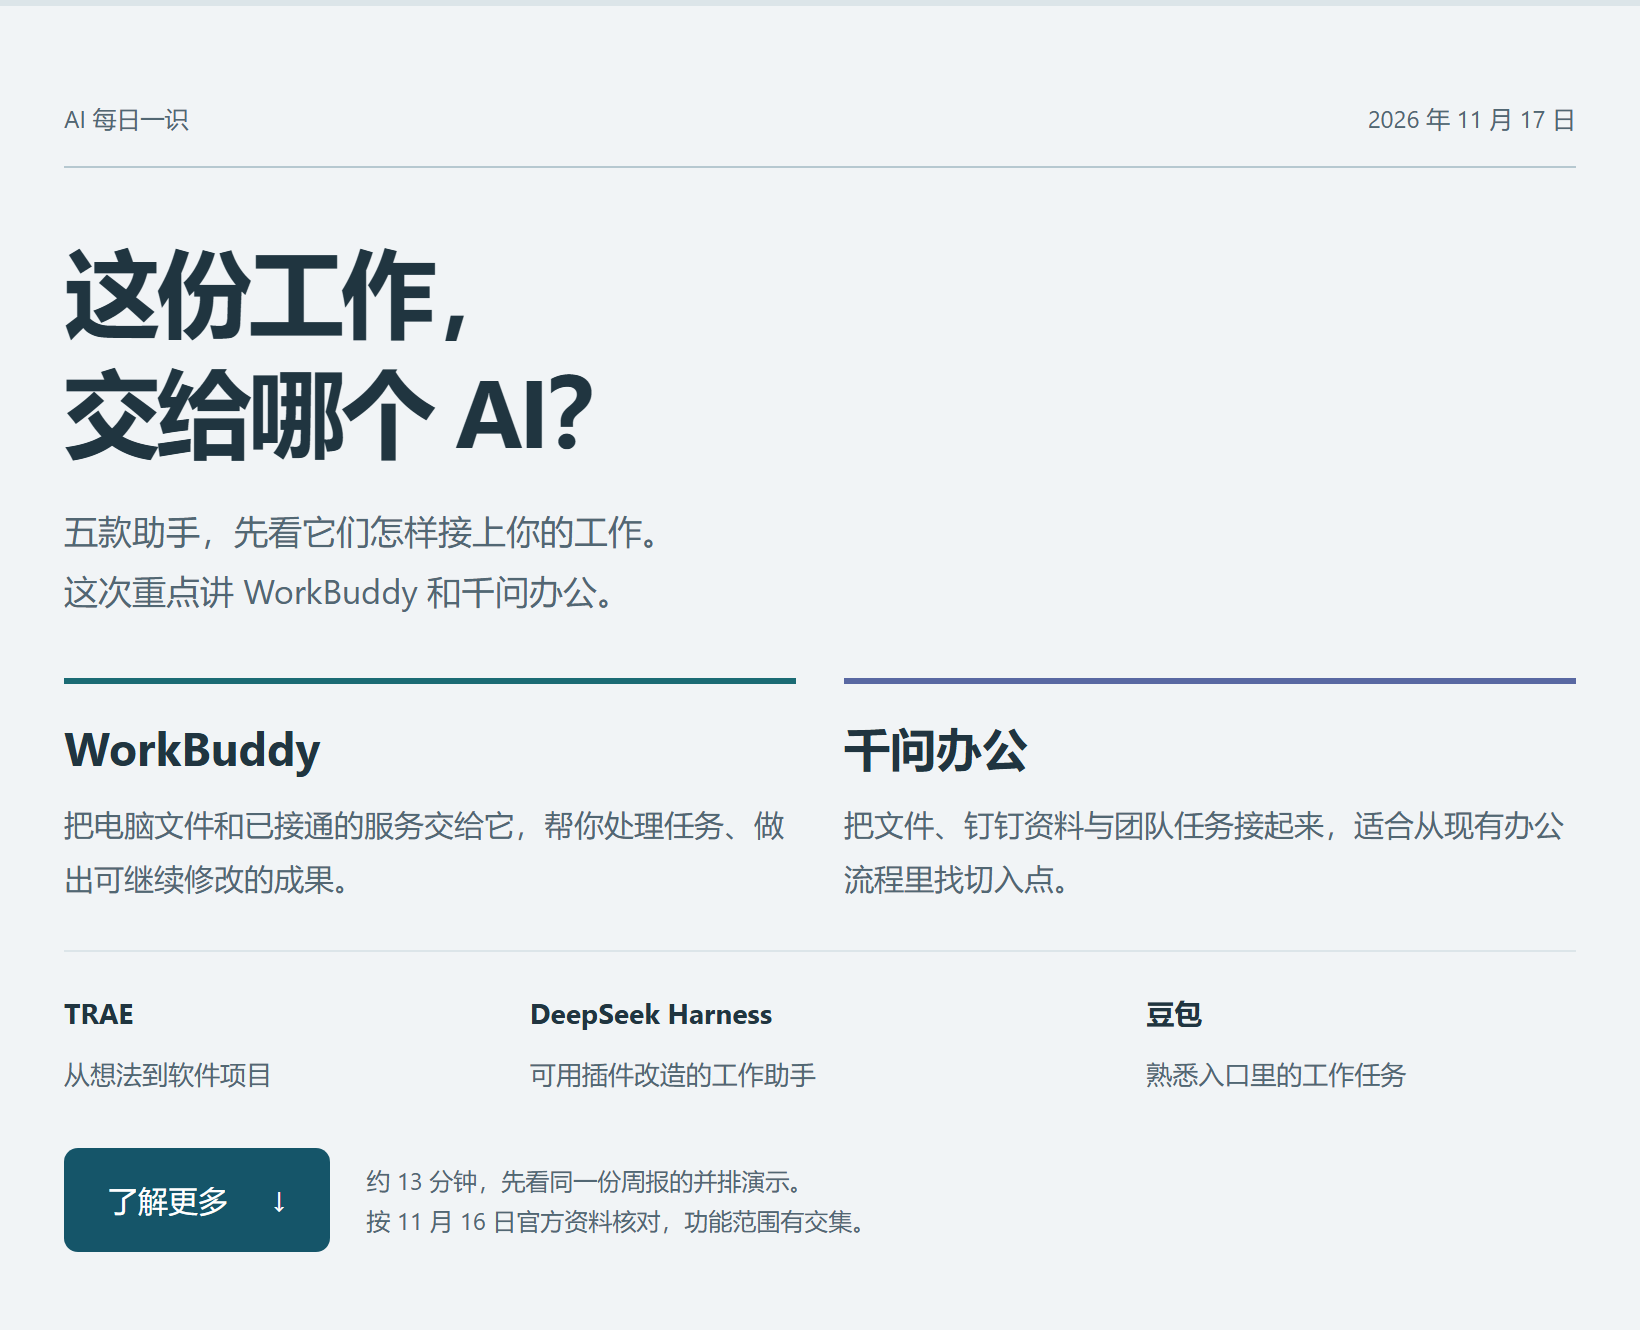 AI 每日一识
2026 年 11 月 17 日
这份工作，
交给哪个 AI？
五款助手，先看它们怎样接上你的工作。
这次重点讲 WorkBuddy 和千问办公。
WorkBuddy
把电脑文件和已接通的服务交给它，帮你处理任务、做
出可继续修改的成果。
千问办公
把文件、钉钉资料与团队任务接起来，适合从现有办公
流程里找切入点。
TRAE
从想法到软件项目
DeepSeek Harness
可用插件改造的工作助手
豆包
熟悉入口里的工作任务
了解更多 ↓
约 13 分钟，先看同一份周报的并排演示。
按 11 月 16 日官方资料核对，功能范围有交集。